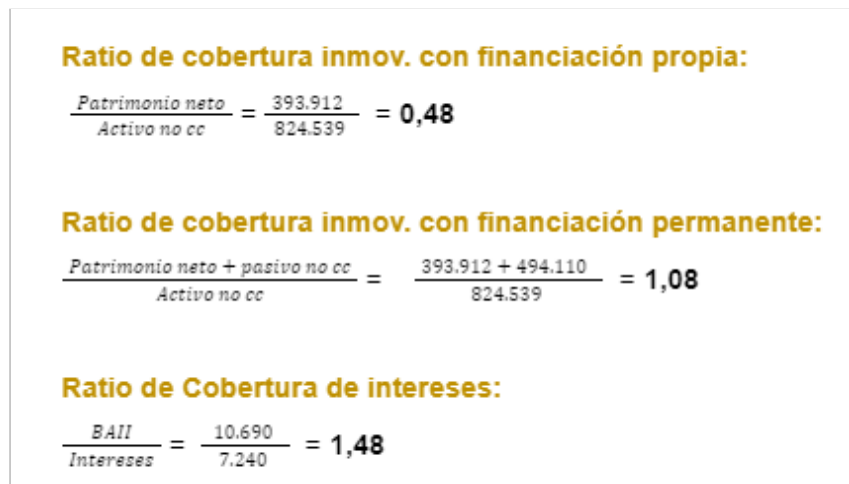 Ratio de cobertura inmov. con financiación propia:
Patrimonio neto / Activo no cc = 393.912 / 824.539 = 0,48
Ratio de cobertura inmov. con financiación permanente:
Patrimonio neto + pasivo no cc / Activo no cc = 393.912 + 494.110 / 824.539 = 1,08
Ratio de Cobertura de intereses:
BAII / Intereses = 10.690 / 7.240 = 1,48